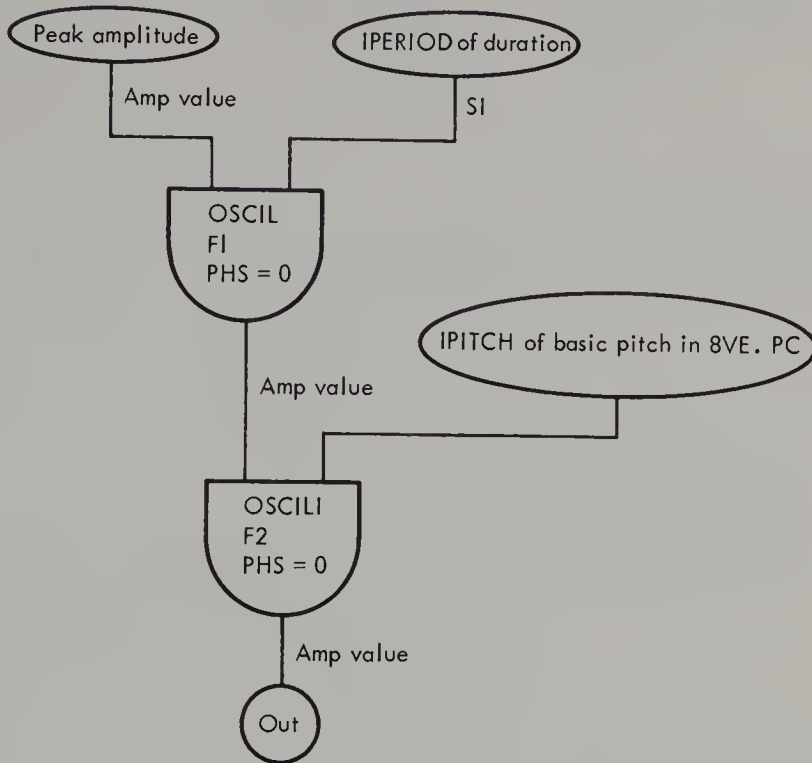 Peak amplitude
IPERIOD of duration
Amp value
SI
OSCIL
F1
PHS = 0
IPITCH of basic pitch in 8VE. PC
Amp value
OSCILI
F2
PHS = 0
Amp value
Out